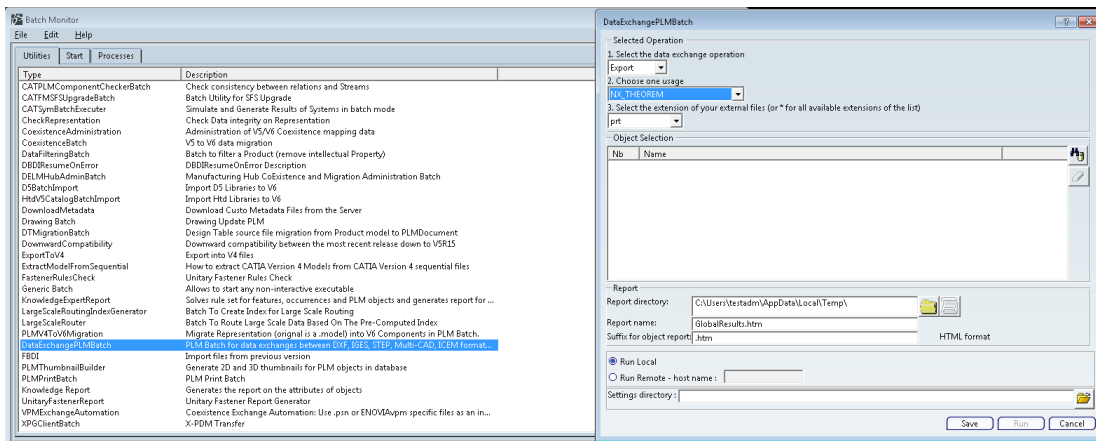 Batch Monitor
File Edit Help
Utilities Start Processes
Type Description
CATPLMComponentCheckerBatch Check consistency between relations and Streams
CATFMSFSUpgradeBatch Batch Utility for SFS Upgrade
CATSymBatchExecuter Simulate and Generate Results of Systems in batch mode
CheckRepresentation Check Data integrity on Representation
CoexistenceAdministration Administration of V5/V6 Coexistence mapping data
CoexistenceBatch V5 to V6 data migration
DataFilteringBatch Batch to filter a Product (remove intellectual Property)
DBDIResumeOnError DBDIResumeOnError Description
DELMHubAdminBatch Manufacturing Hub CoExistence and Migration Administration Batch
D5BatchImport Import D5 Libraries to V6
HtdV5CatalogBatchImport Import Htd Libraries to V6
DownloadMetadata Download Custo Metadata Files from the Server
Drawing Batch Drawing Update PLM
DTMigrationBatch Design Table source file migration from Product model to PLMDocument
DownwardCompatibility Downward compatibility between the most recent release down to V5R15
ExportToV4 Export into V4 files
ExtractModelFromSequential How to extract CATIA Version 4 Models from CATIA Version 4 sequential files
FastenerRulesCheck Unitary Fastener Rules Check
Generic Batch Allows to start any non-interactive executable
KnowledgeExpertReport Solves rule set for features, occurrences and PLM objects and generates report for ...
LargeScaleRoutingIndexGenerator Batch To Create Index for Large Scale Routing
LargeScaleRouter Batch To Route Large Scale Data Based On The Pre-Computed Index
PLMV4ToV6Migration Migrate Representation (orignal is a .model) into V6 Components in PLM Batch.
DataExchangePLMBatch PLM Batch for data exchanges between DXF, IGES, STEP, Multi-CAD, ICEM format...
FBDI Import files from previous version
PLMThumbnailBuilder Generate 2D and 3D thumbnails for PLM objects in database
PLMPrintBatch PLM Print Batch
Knowledge Report Generates the report on the attributes of objects
UnitaryFastenerReport Unitary Fastener Report Generator
VPMExchangeAutomation Coexistence Exchange Automation: Use .psn or ENOVIAvpm specific files as an in...
XPGClientBatch X-PDM Transfer
DataExchangePLMBatch
Selected Operation
1. Select the data exchange operation
Export
2. Choose one usage
NX_THEOREM
3. Select the extension of your external files (or * for all available extensions of the list)
prt
Object Selection
Nb Name
Report
Report directory: C:\Users\testadm\AppData\Local\Temp\
Report name: GlobalResults.htm
Suffix for object report: .htm HTML format
Run Local
Run Remote - host name :
Settings directory :
Save Run Cancel